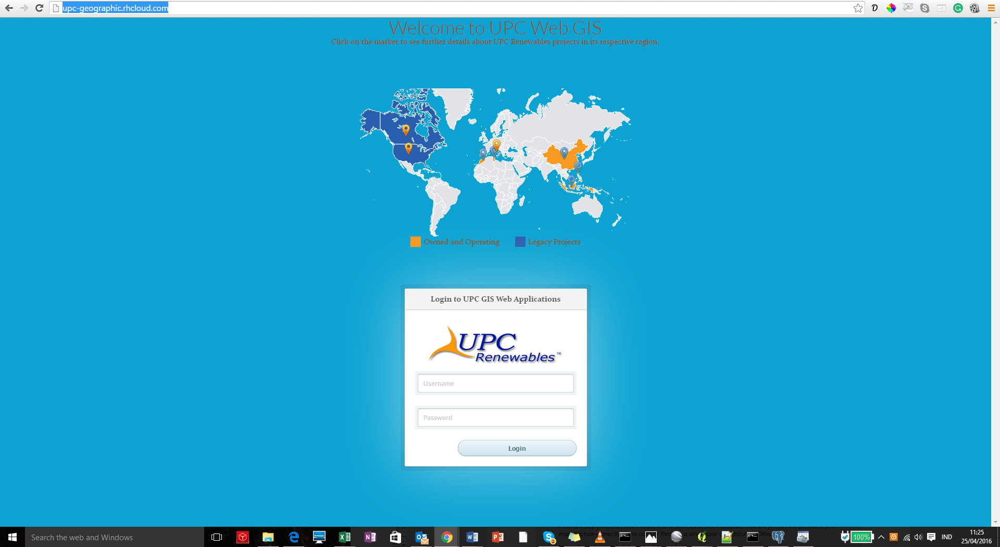 upc-geographic.rhcloud.com
Welcome to UPC Web GIS
Click on the marker to see further details about UPC Renewables projects in its respective region.
Owned and Operating
Legacy Projects
Login to UPC GIS Web Applications
UPC
Renewables™
Username
Password
Login
Search the web and Windows
2
100%
IND
11:25
25/04/2016